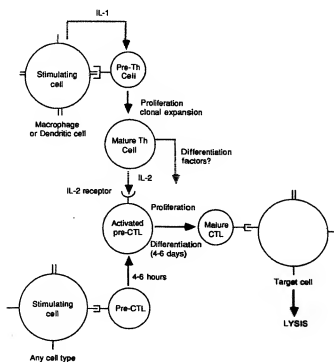 IL-1
Stimulating
cell
Pre-Th
Cell
Macrophage
or Dendritic cell
Proliferation
clonal expansion
Mature Th
Cell
Differentiation
factors?
IL-2
IL-2 receptor
Activated
pre-CTL
Proliferation
Differentiation
(4-6 days)
Mature
CTL
Target cell
LYSIS
4-6 hours
Stimulating
cell
Pre-CTL
Any cell type